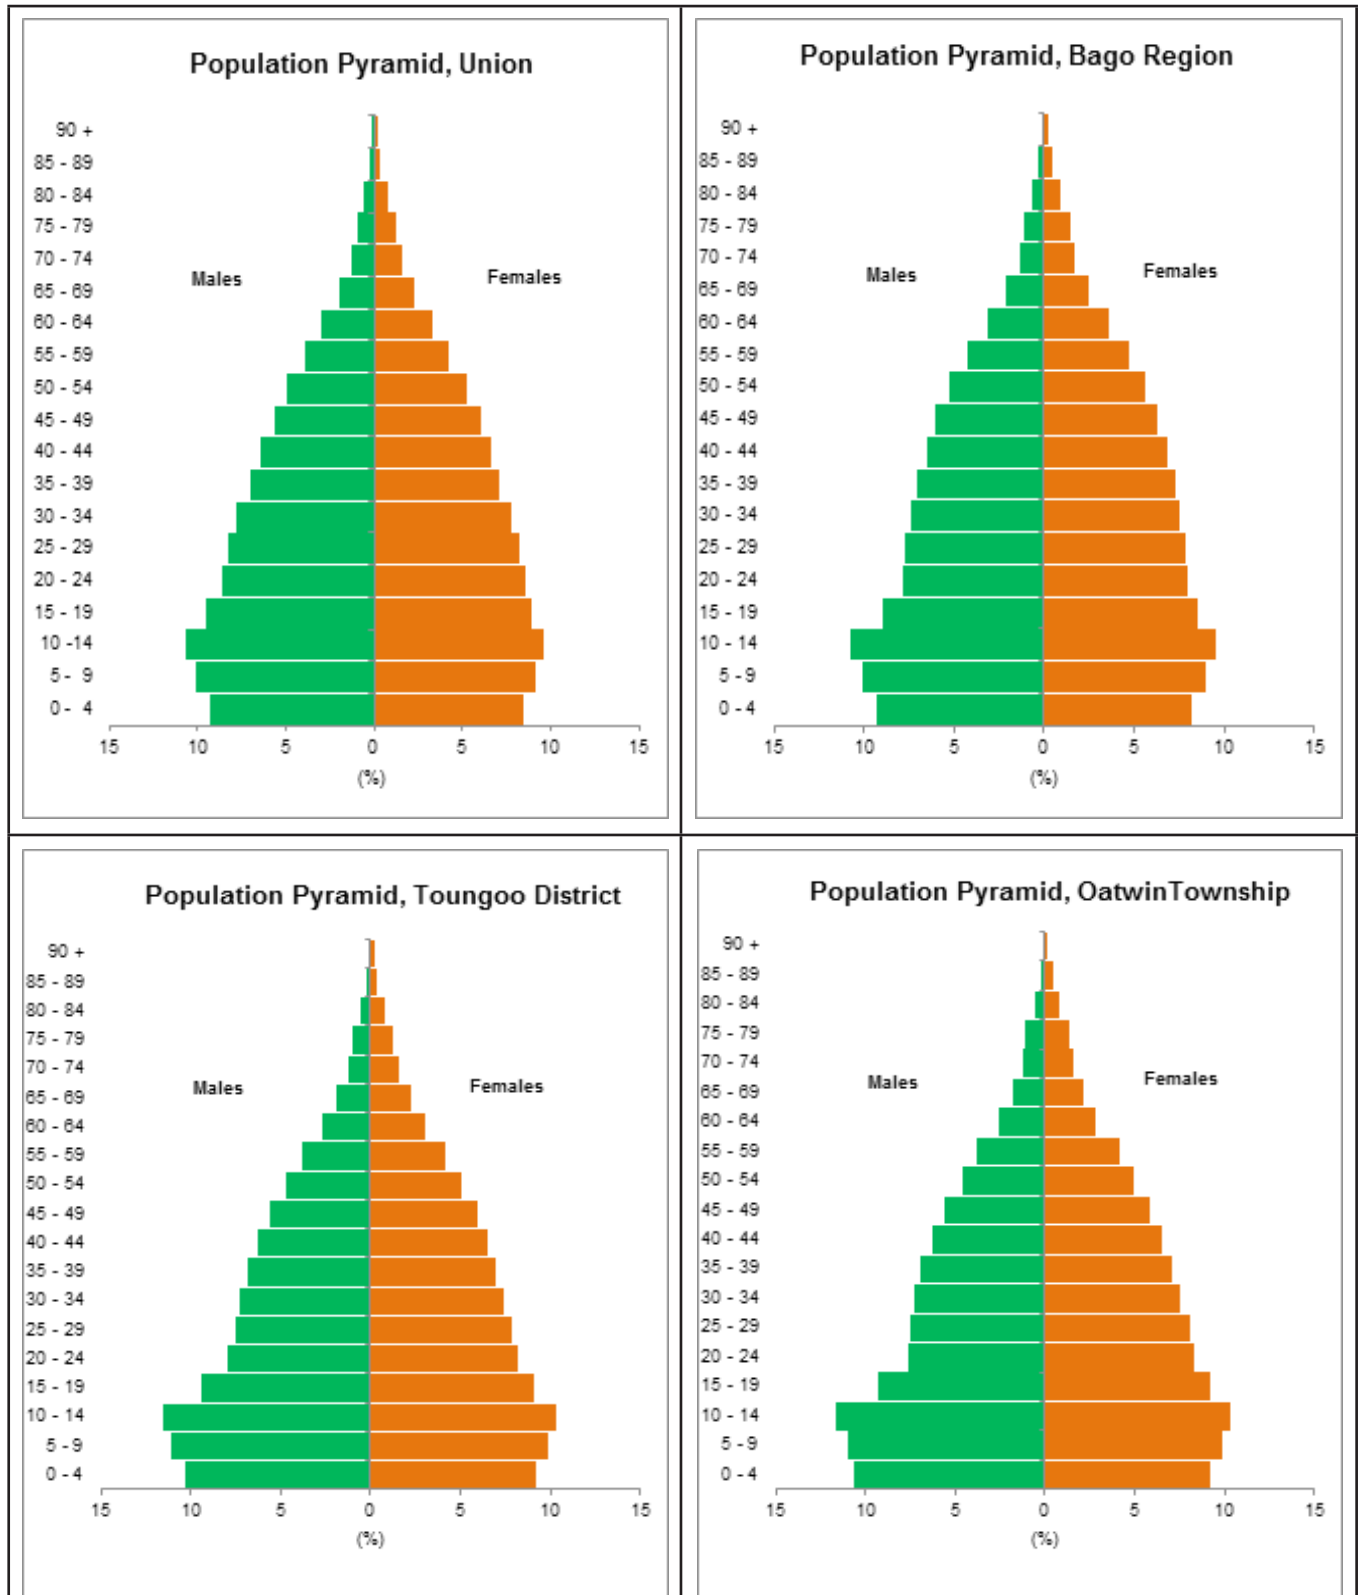 Population Pyramid, Union
90 +
85 - 89
80 - 84
75 - 79
70 - 74
65 - 69
60 - 64
55 - 59
50 - 54
45 - 49
40 - 44
35 - 39
30 - 34
25 - 29
20 - 24
15 - 19
10 -14
5 - 9
0 - 4
Males
Females
15 10 5 0 5 10 15
(%)
Population Pyramid, Bago Region
90 +
85 - 89
80 - 84
75 - 79
70 - 74
65 - 69
60 - 64
55 - 59
50 - 54
45 - 49
40 - 44
35 - 39
30 - 34
25 - 29
20 - 24
15 - 19
10 - 14
5 - 9
0 - 4
Males
Females
15 10 5 0 5 10 15
(%)
Population Pyramid, Toungoo District
90 +
85 - 89
80 - 84
75 - 79
70 - 74
65 - 69
60 - 64
55 - 59
50 - 54
45 - 49
40 - 44
35 - 39
30 - 34
25 - 29
20 - 24
15 - 19
10 - 14
5 - 9
0 - 4
Males
Females
15 10 5 0 5 10 15
(%)
Population Pyramid, OatwinTownship
90 +
85 - 89
80 - 84
75 - 79
70 - 74
65 - 69
60 - 64
55 - 59
50 - 54
45 - 49
40 - 44
35 - 39
30 - 34
25 - 29
20 - 24
15 - 19
10 - 14
5 - 9
0 - 4
Males
Females
15 10 5 0 5 10 15
(%)